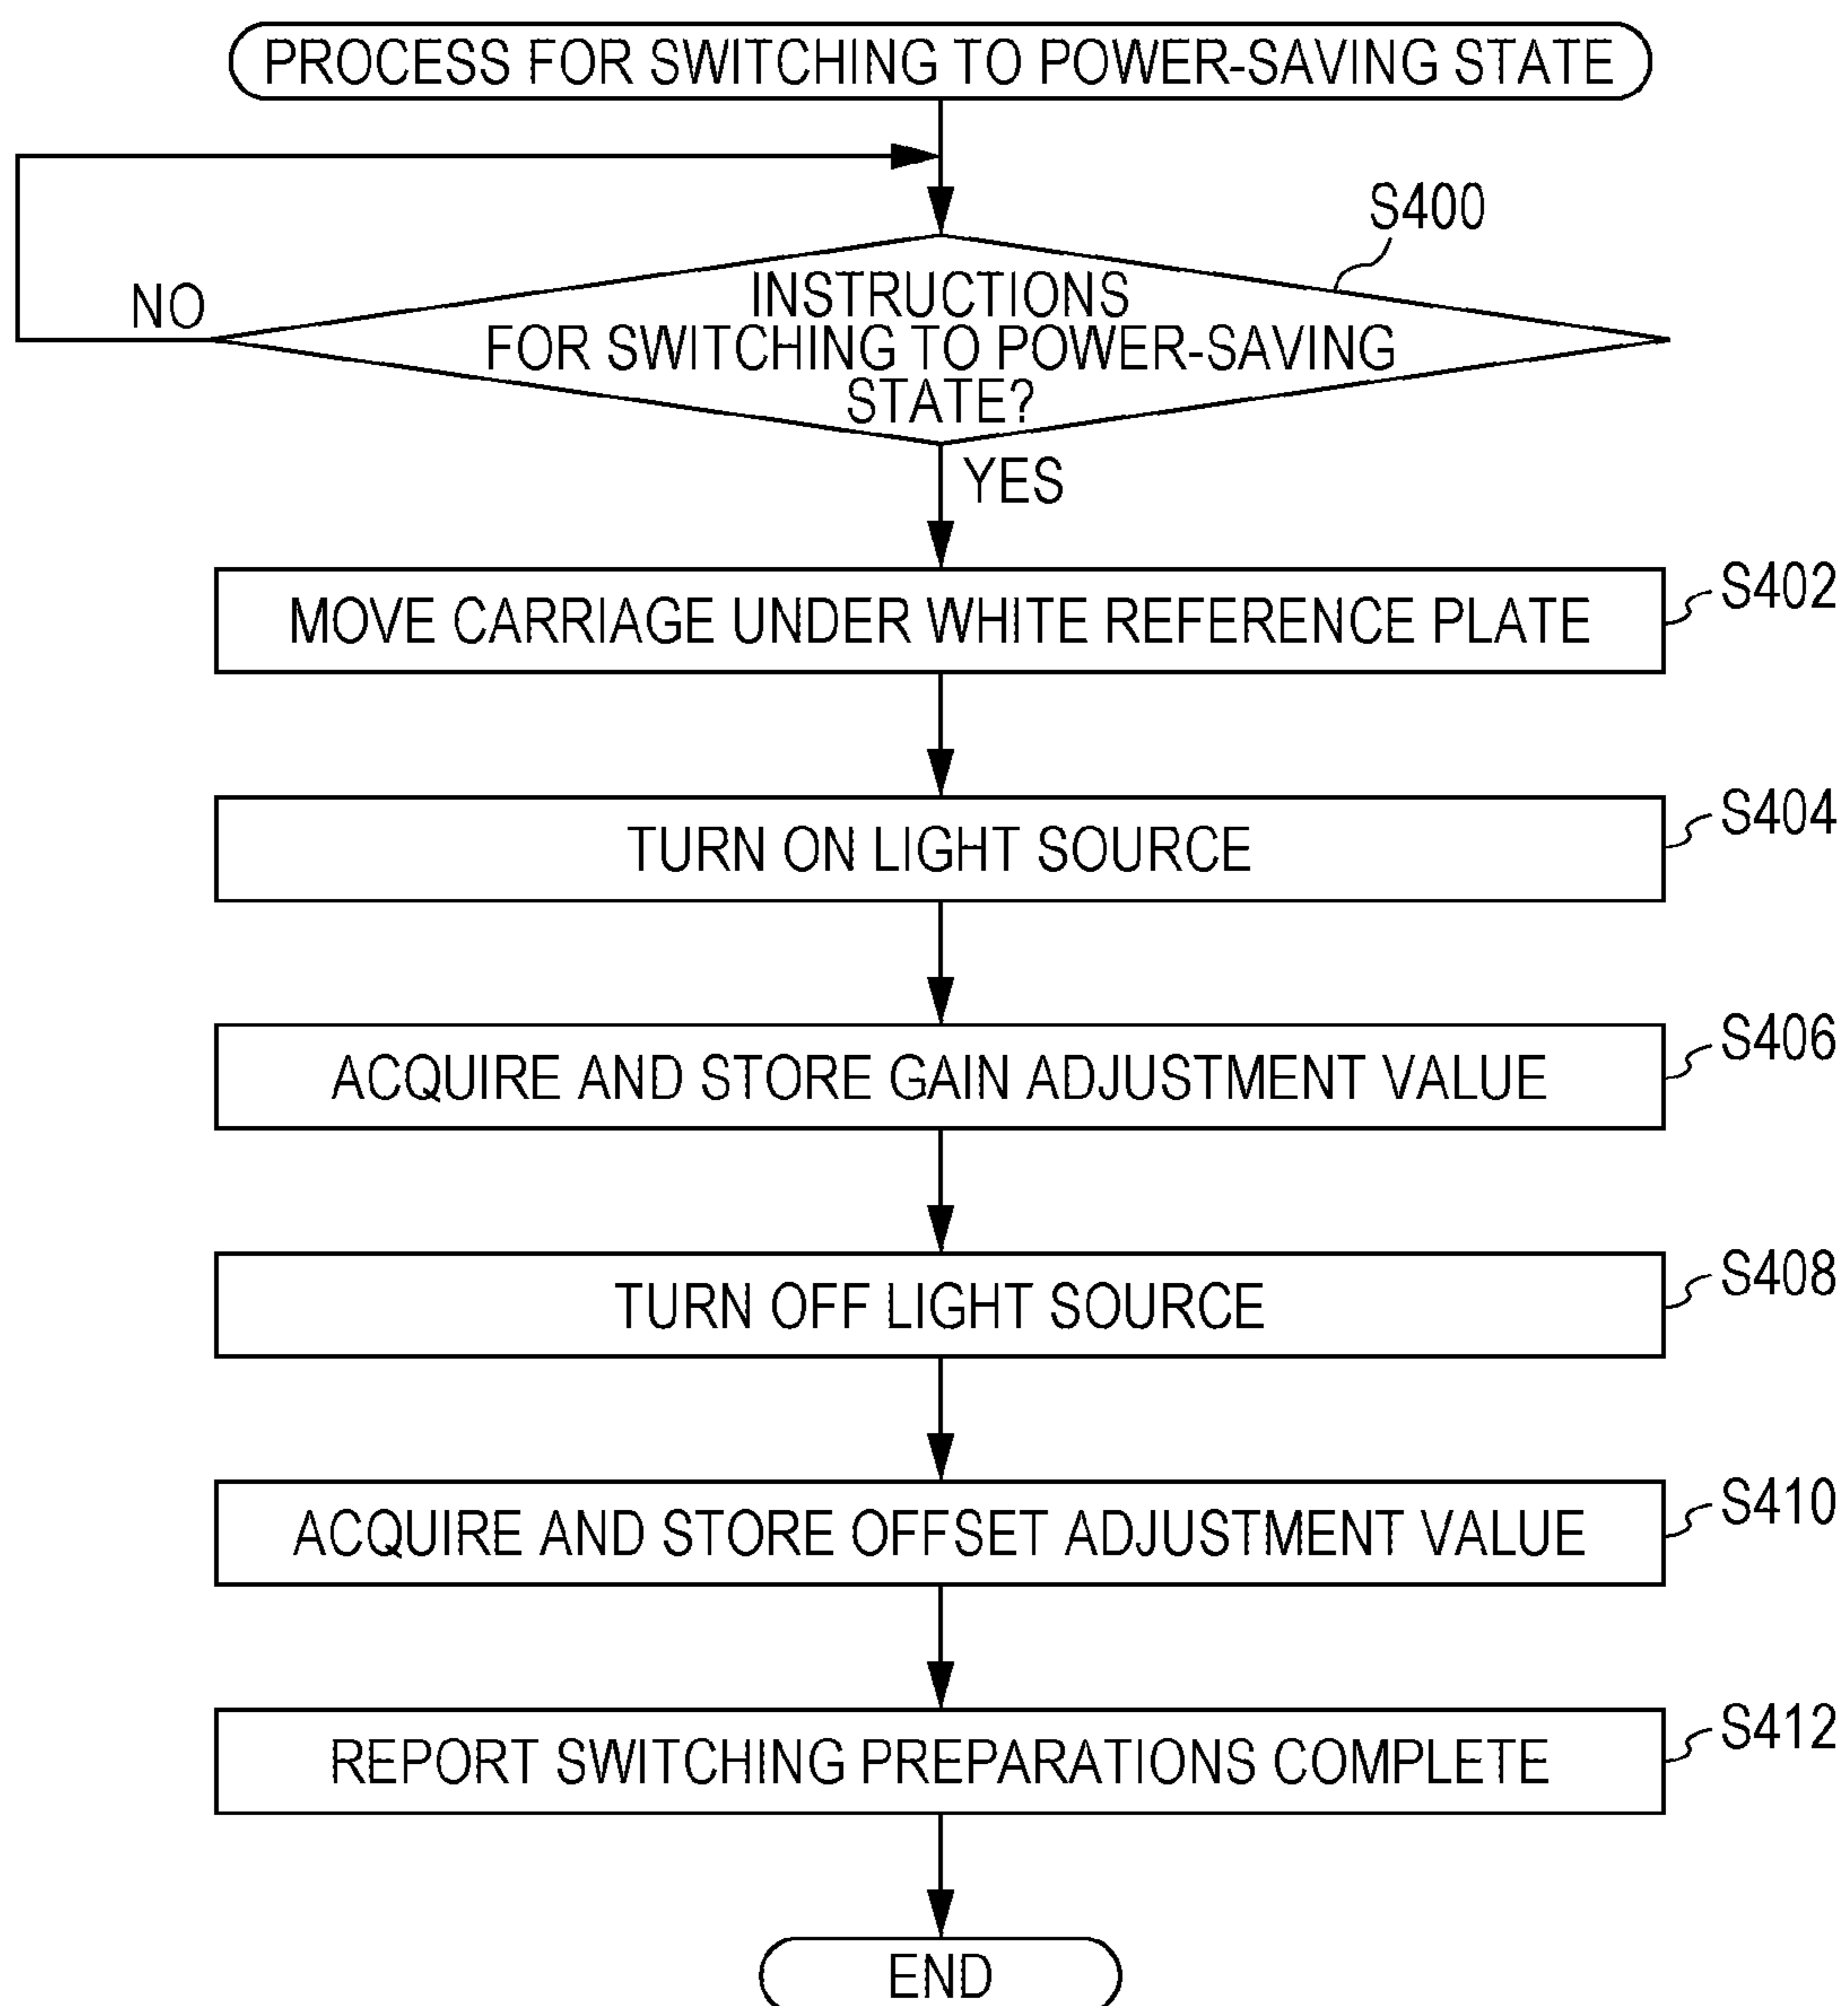 PROCESS FOR SWITCHING TO POWER-SAVING STATE
S400
INSTRUCTIONS
FOR SWITCHING TO POWER-SAVING
STATE?
NO
YES
MOVE CARRIAGE UNDER WHITE REFERENCE PLATE
S402
TURN ON LIGHT SOURCE
S404
ACQUIRE AND STORE GAIN ADJUSTMENT VALUE
S406
TURN OFF LIGHT SOURCE
S408
ACQUIRE AND STORE OFFSET ADJUSTMENT VALUE
S410
REPORT SWITCHING PREPARATIONS COMPLETE
S412
END